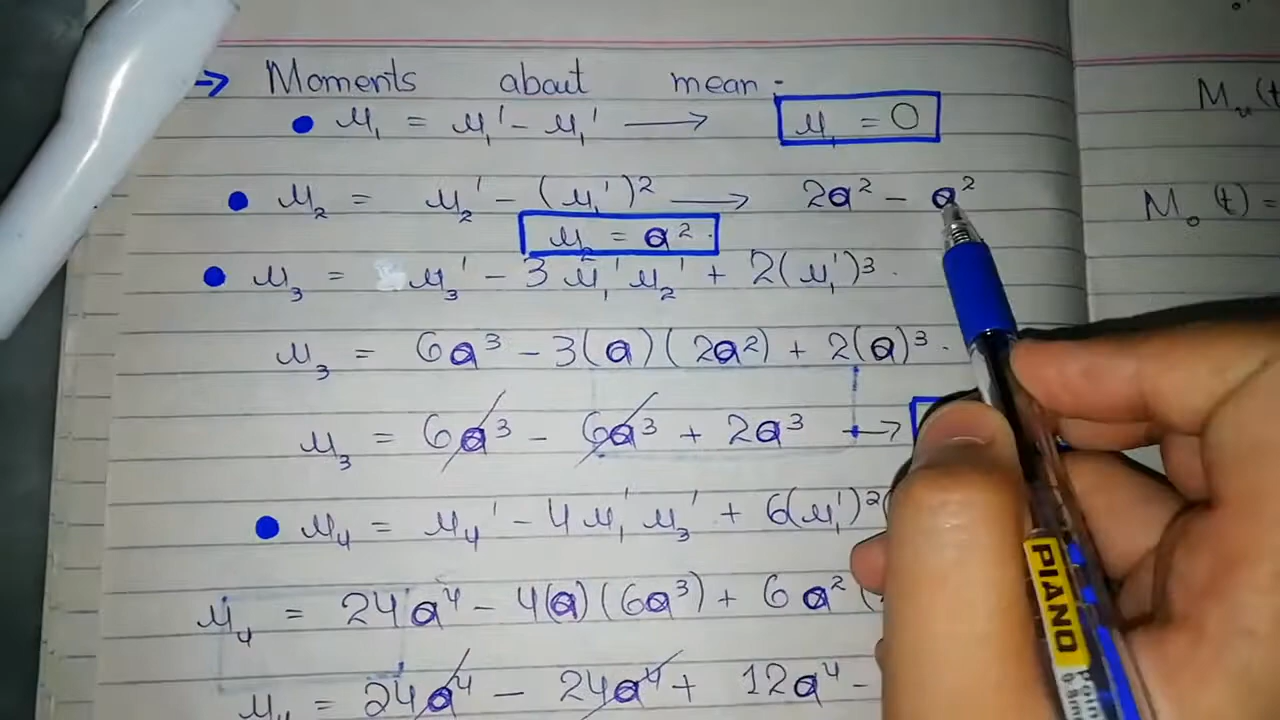 → Moments about mean:-
• μ₁ = μ₁' - μ₁' → μ₁ = 0
• μ₂ = μ₂' - (μ₁')² → 2a² - a²
μ₂ = a².
• μ₃ = μ₃' - 3μ₁'μ₂' + 2(μ₁')³.
μ₃ = 6a³ - 3(a)(2a²) + 2(a)³.
μ₃ = 6a³ - 6a³ + 2a³ →
• μ₄ = μ₄' - 4μ₁'μ₃' + 6(μ₁')²(
μ₄ = 24a⁴ - 4(a)(6a³) + 6a²(
μ₄ = 24a⁴ - 24a⁴ + 12a⁴ -
M₀(t) =
PIANO